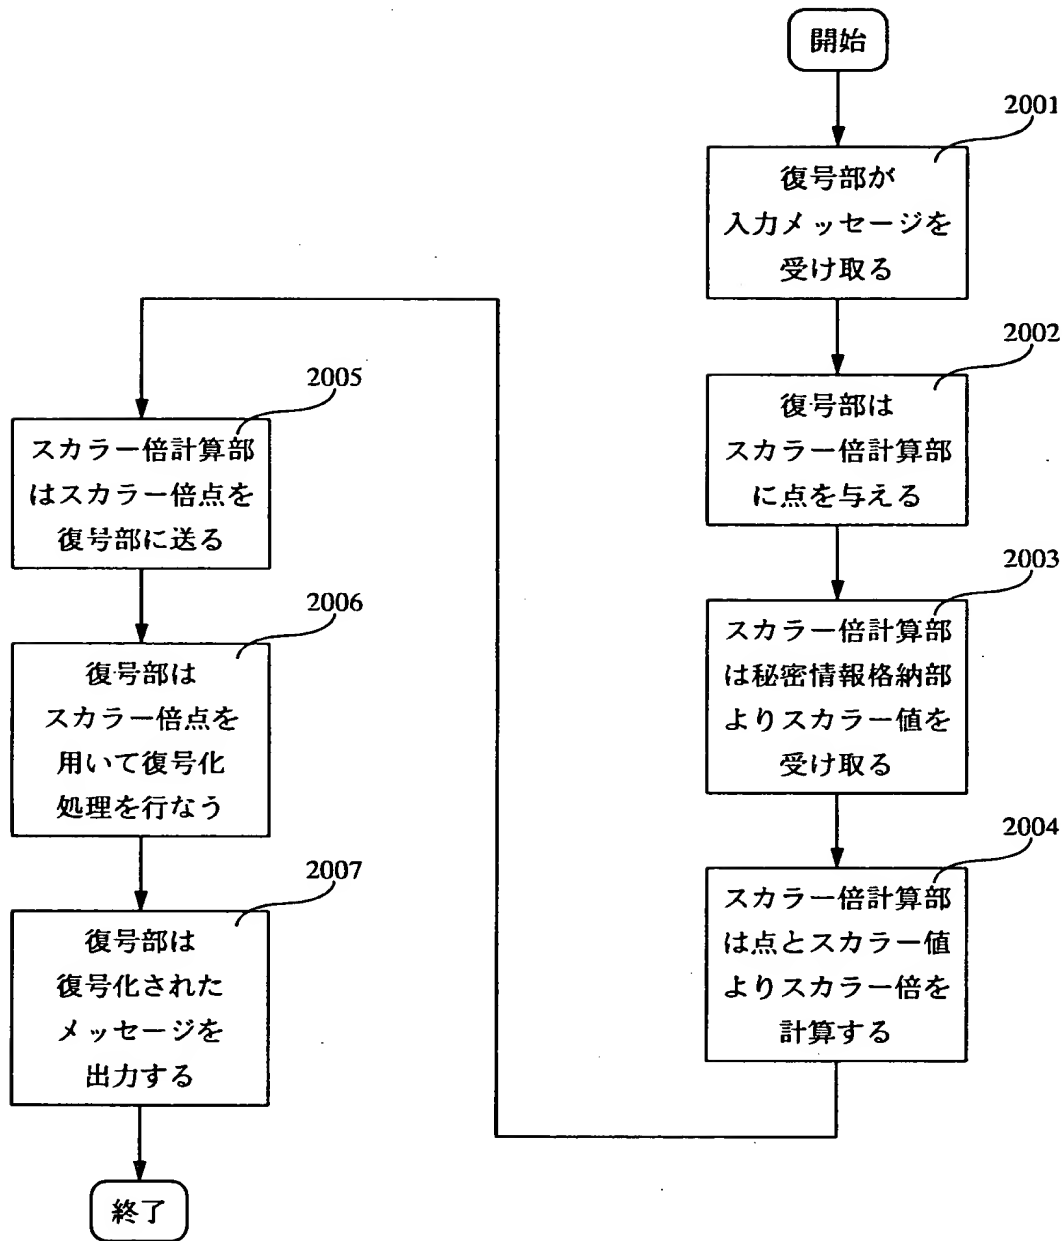 開始
2001
復号部が
入力メッセージを
受け取る
2002
復号部は
スカラー倍計算部
に点を与える
2003
スカラー倍計算部
は秘密情報格納部
よりスカラー値を
受け取る
2004
スカラー倍計算部
は点とスカラー値
よりスカラー倍を
計算する
2005
スカラー倍計算部
はスカラー倍点を
復号部に送る
2006
復号部は
スカラー倍点を
用いて復号化
処理を行なう
2007
復号部は
復号化された
メッセージを
出力する
終了